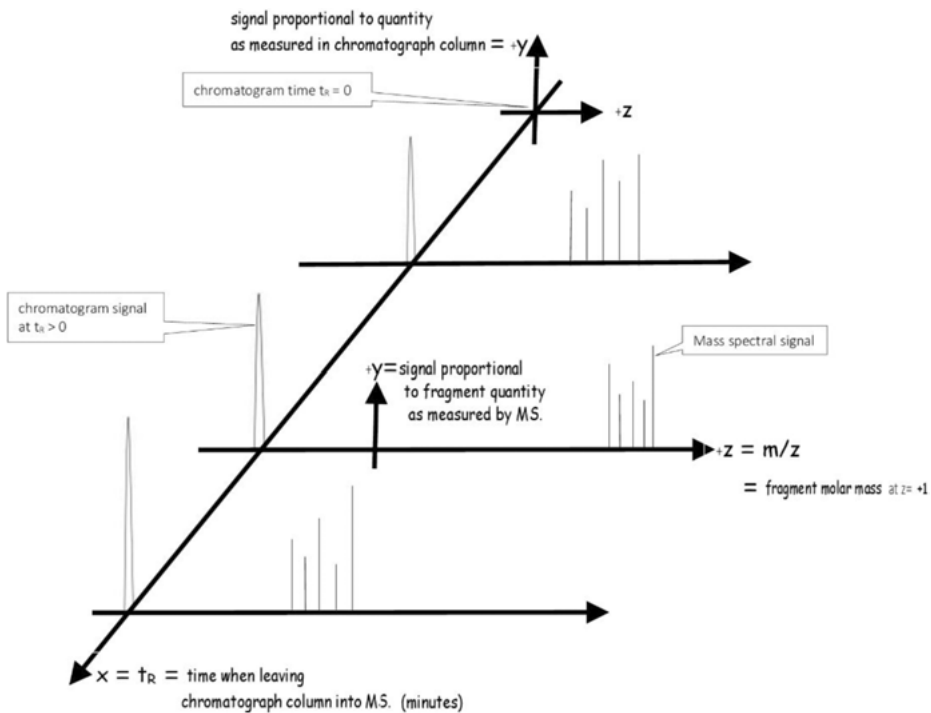 signal proportional to quantity
as measured in chromatograph column = +y
chromatogram time tR = 0
+z
chromatogram signal
at tR > 0
Mass spectral signal
+y= signal proportional
to fragment quantity
as measured by M.S.
+z = m/z
= fragment molar mass at z= +1
x = tR = time when leaving
chromatograph column into M.S. (minutes)